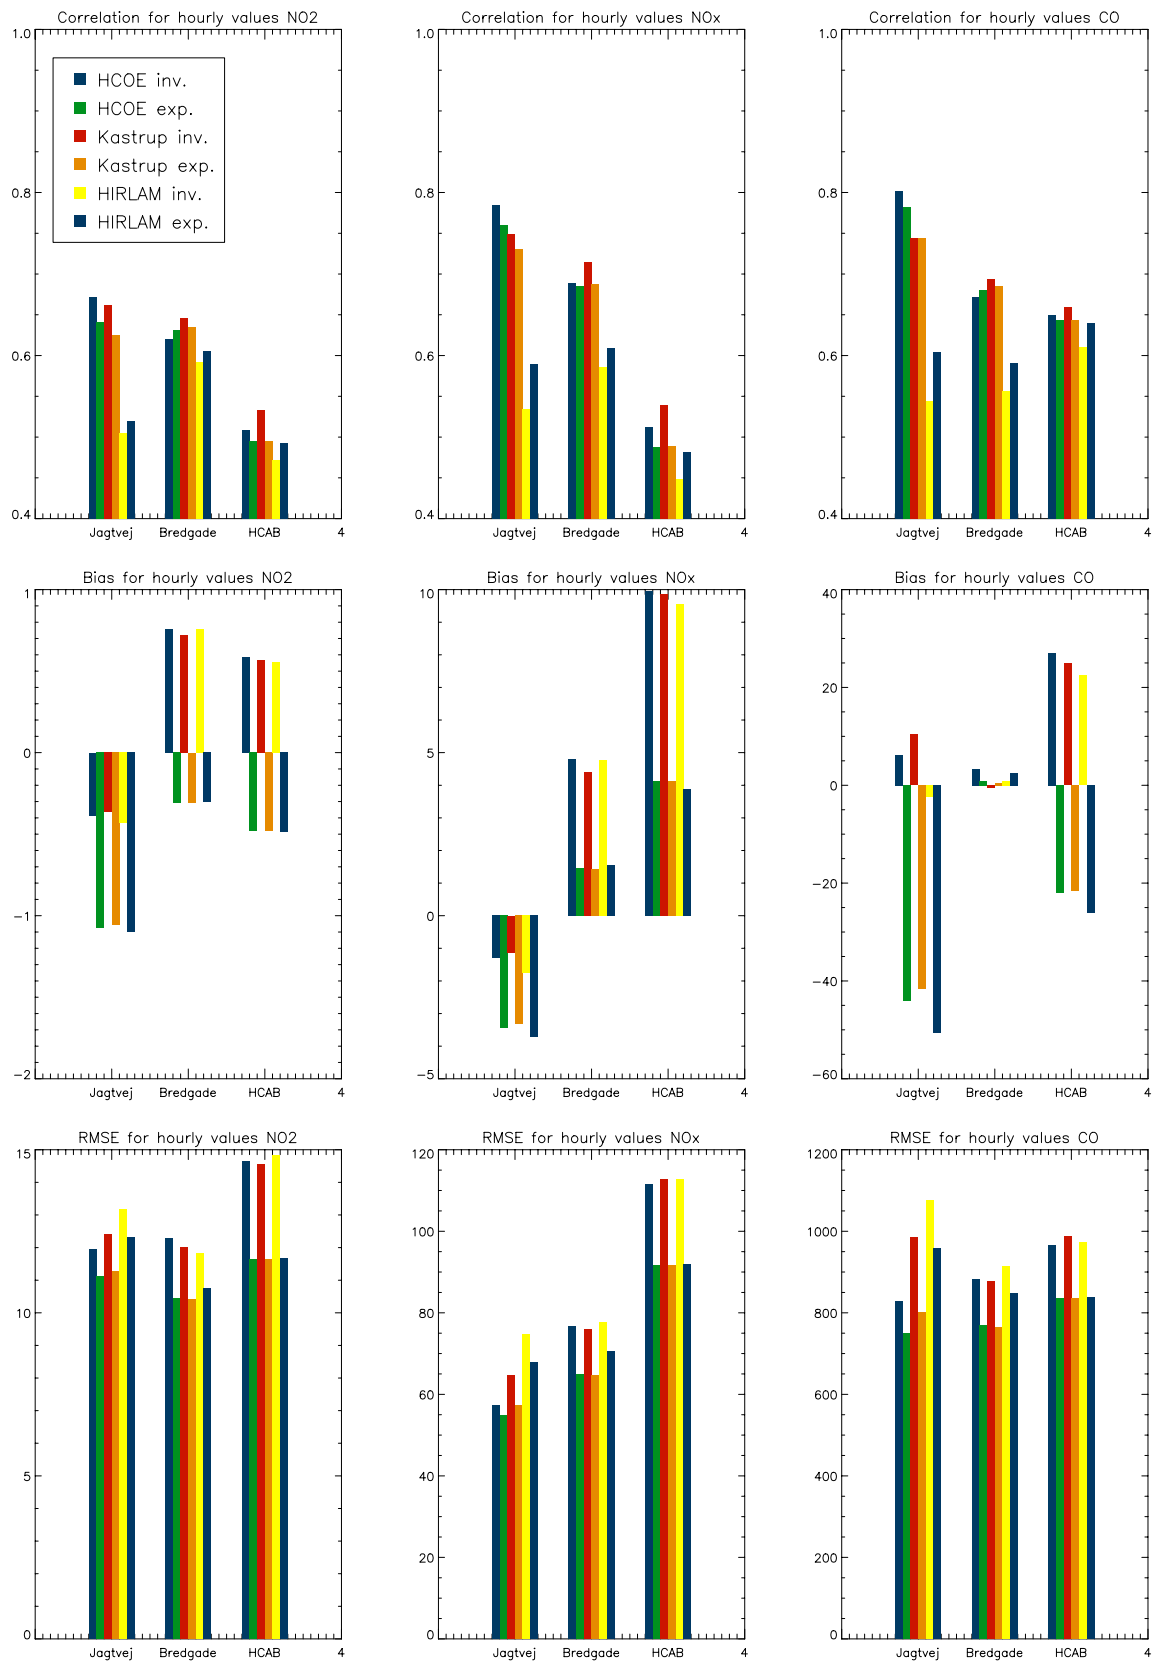 Correlation for hourly values NO2
1.0
0.8
0.6
0.4
HCOE inv.
HCOE exp.
Kastrup inv.
Kastrup exp.
HIRLAM inv.
HIRLAM exp.
Jagtvej Bredgade HCAB 4
Correlation for hourly values NOx
1.0
0.8
0.6
0.4
Jagtvej Bredgade HCAB 4
Correlation for hourly values CO
1.0
0.8
0.6
0.4
Jagtvej Bredgade HCAB 4
Bias for hourly values NO2
1
0
−1
−2
Jagtvej Bredgade HCAB 4
Bias for hourly values NOx
10
5
0
−5
Jagtvej Bredgade HCAB 4
Bias for hourly values CO
40
20
0
−20
−40
−60
Jagtvej Bredgade HCAB 4
RMSE for hourly values NO2
15
10
5
0
Jagtvej Bredgade HCAB 4
RMSE for hourly values NOx
120
100
80
60
40
20
0
Jagtvej Bredgade HCAB 4
RMSE for hourly values CO
1200
1000
800
600
400
200
0
Jagtvej Bredgade HCAB 4